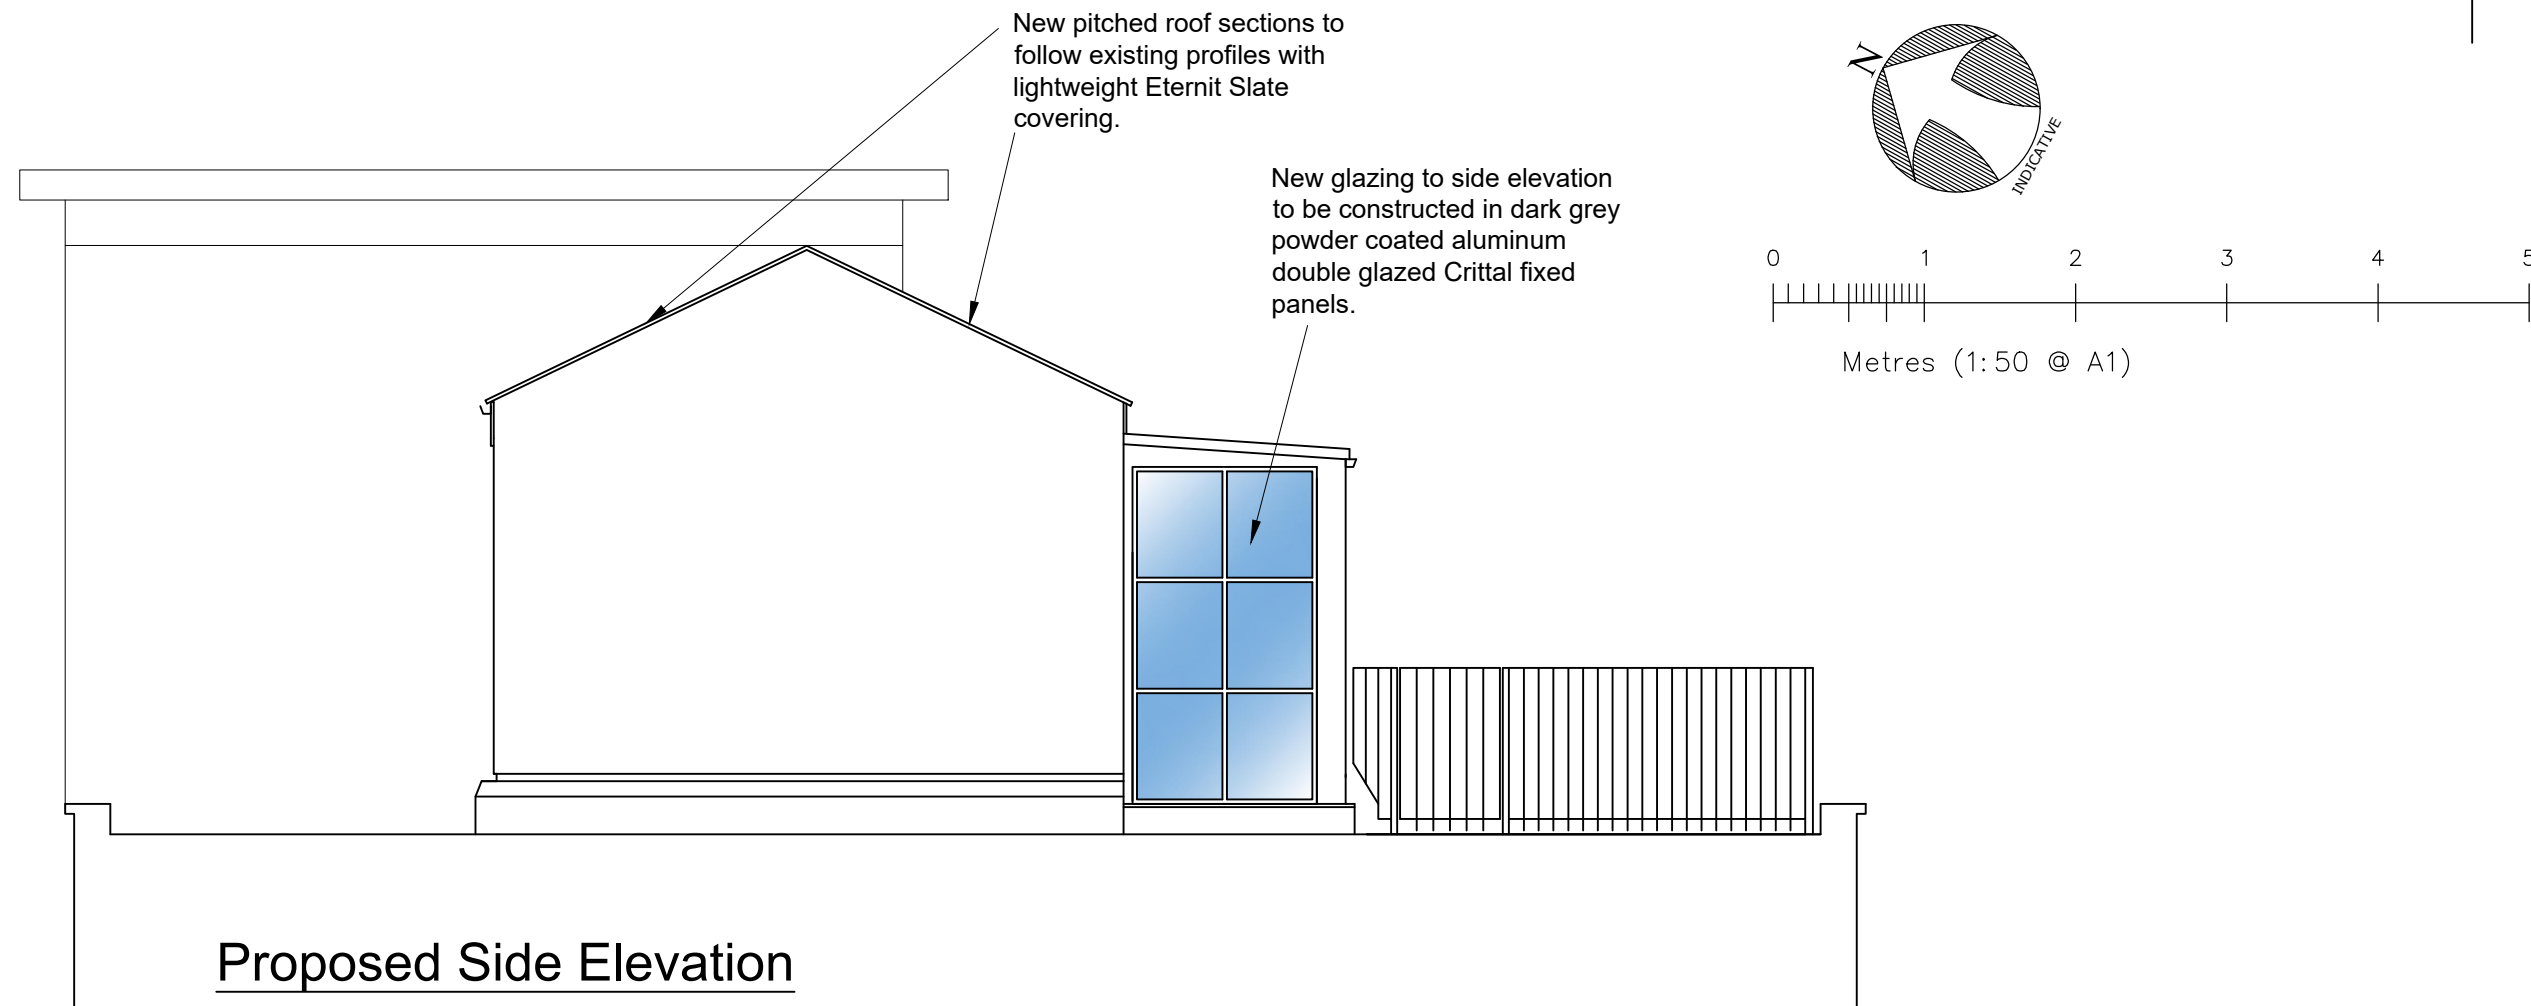 New pitched roof sections to
follow existing profiles with
lightweight Eternit Slate
covering.
New glazing to side elevation
to be constructed in dark grey
powder coated aluminum
double glazed Crittal fixed
panels.
N
INDICATIVE
0 1 2 3 4 5
Metres (1:50 @ A1)
Proposed Side Elevation